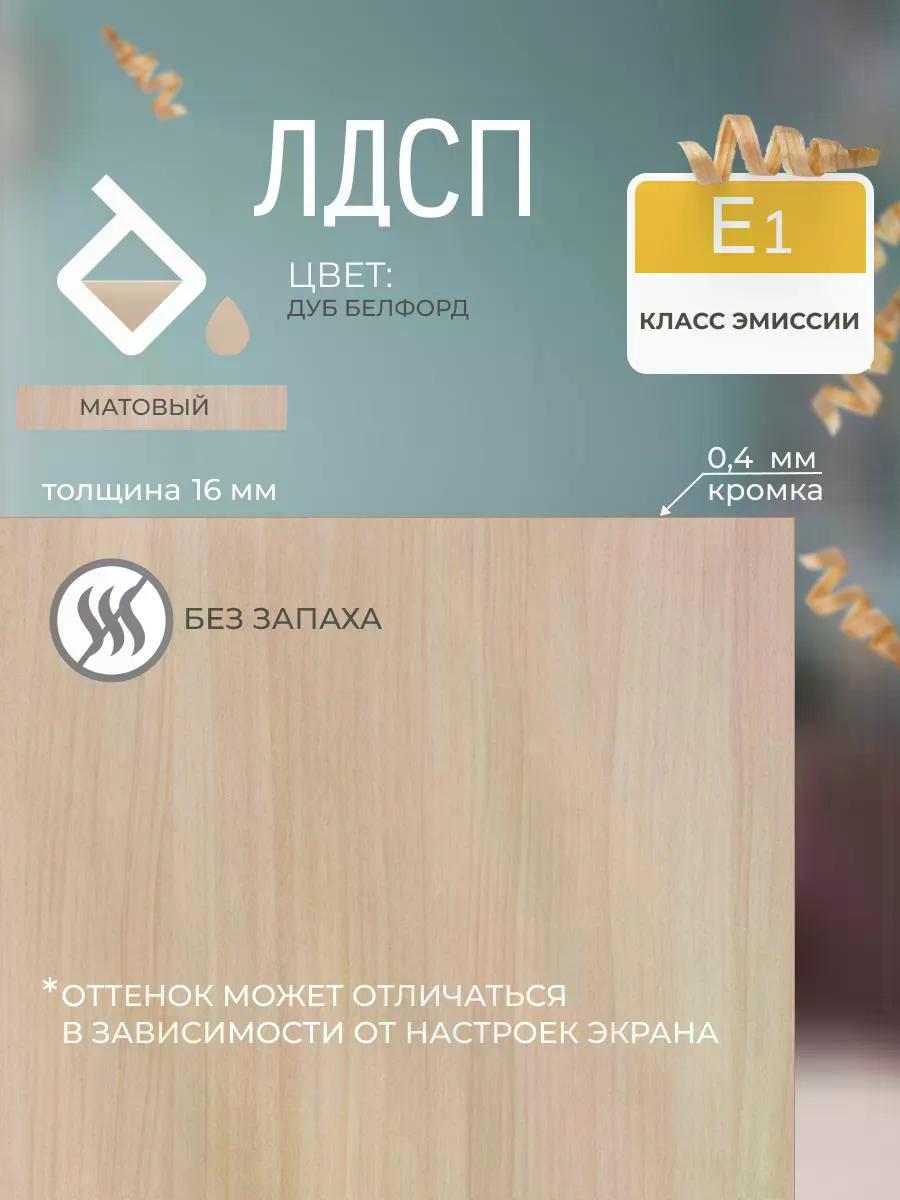 ЛДСП
E1
ЦВЕТ:
ДУБ БЕЛФОРД
КЛАСС ЭМИССИИ
МАТОВЫЙ
0,4 мм
кромка
толщина 16 мм
БЕЗ ЗАПАХА
*ОТТЕНОК МОЖЕТ ОТЛИЧАТЬСЯ
В ЗАВИСИМОСТИ ОТ НАСТРОЕК ЭКРАНА